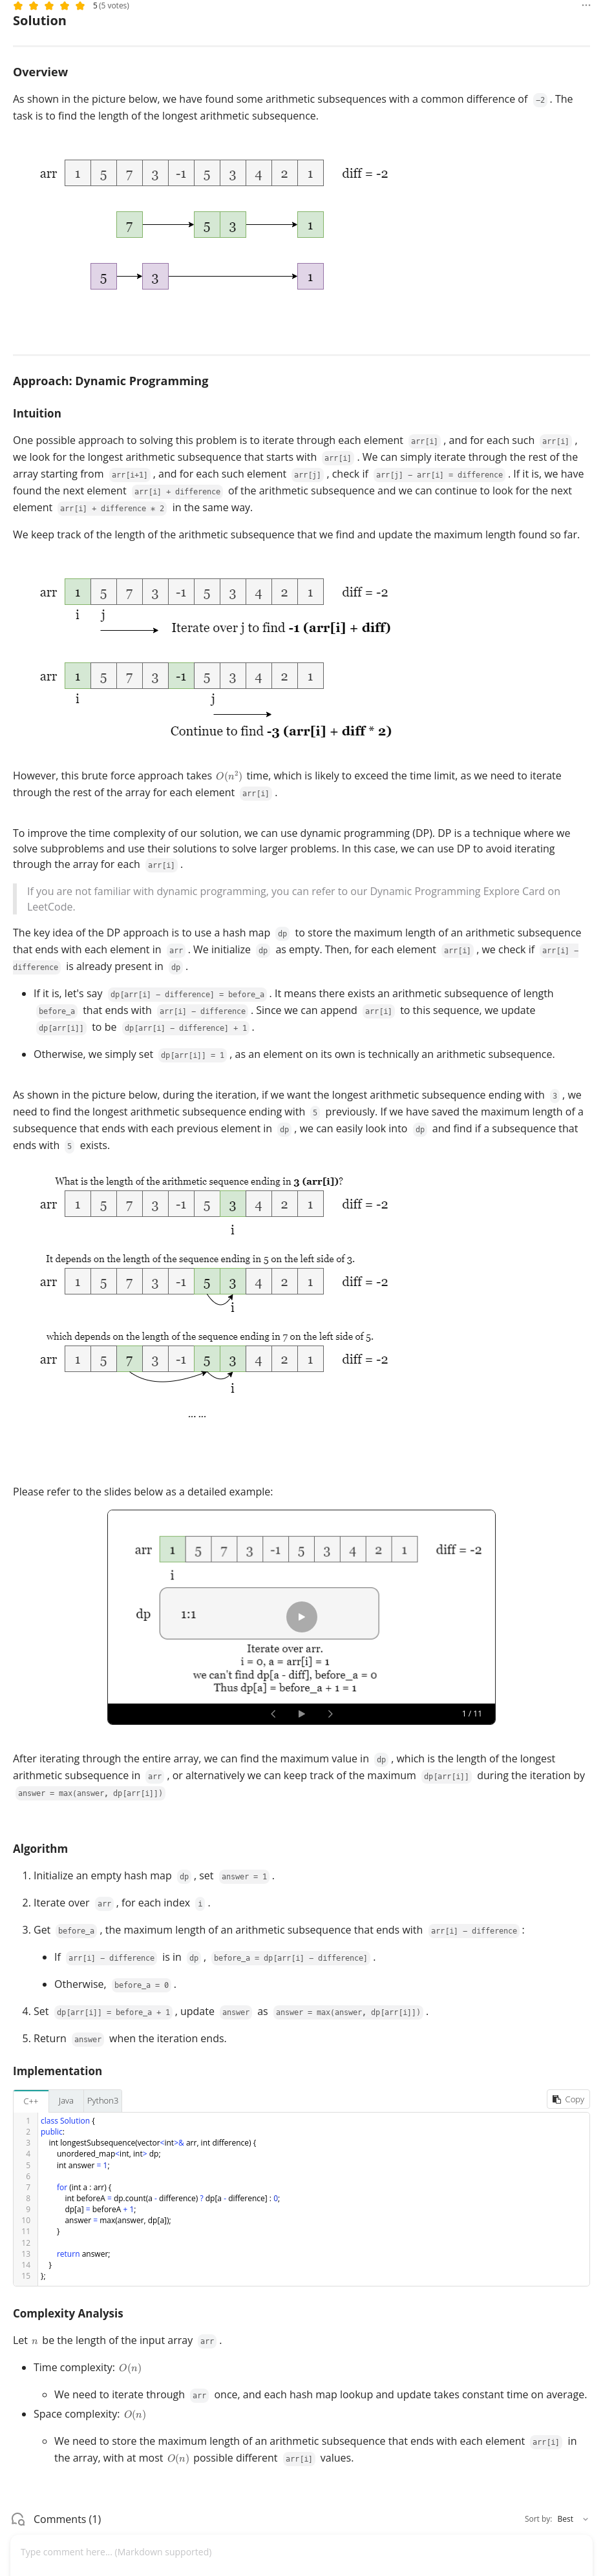 5 (5 votes)
Solution
Overview
As shown in the picture below, we have found some arithmetic subsequences with a common difference of -2 . The
task is to find the length of the longest arithmetic subsequence.
arr 1 5 7 3 -1 5 3 4 2 1 diff = -2
7 5 3 1
5 3 1
Approach: Dynamic Programming
Intuition
One possible approach to solving this problem is to iterate through each element arr[i] , and for each such arr[i] ,
we look for the longest arithmetic subsequence that starts with arr[i] . We can simply iterate through the rest of the
array starting from arr[i+1] , and for each such element arr[j] , check if arr[j] - arr[i] = difference . If it is, we have
found the next element arr[i] + difference of the arithmetic subsequence and we can continue to look for the next
element arr[i] + difference * 2 in the same way.
We keep track of the length of the arithmetic subsequence that we find and update the maximum length found so far.
arr 1 5 7 3 -1 5 3 4 2 1 diff = -2
i j
Iterate over j to find -1 (arr[i] + diff)
arr 1 5 7 3 -1 5 3 4 2 1 diff = -2
i j
Continue to find -3 (arr[i] + diff * 2)
However, this brute force approach takes O(n²) time, which is likely to exceed the time limit, as we need to iterate
through the rest of the array for each element arr[i] .
To improve the time complexity of our solution, we can use dynamic programming (DP). DP is a technique where we
solve subproblems and use their solutions to solve larger problems. In this case, we can use DP to avoid iterating
through the array for each arr[i] .
If you are not familiar with dynamic programming, you can refer to our Dynamic Programming Explore Card on
LeetCode.
The key idea of the DP approach is to use a hash map dp to store the maximum length of an arithmetic subsequence
that ends with each element in arr . We initialize dp as empty. Then, for each element arr[i] , we check if arr[i] -
difference is already present in dp .
• If it is, let's say dp[arr[i] - difference] = before_a . It means there exists an arithmetic subsequence of length
before_a that ends with arr[i] - difference . Since we can append arr[i] to this sequence, we update
dp[arr[i]] to be dp[arr[i] - difference] + 1 .
• Otherwise, we simply set dp[arr[i]] = 1 , as an element on its own is technically an arithmetic subsequence.
As shown in the picture below, during the iteration, if we want the longest arithmetic subsequence ending with 3 , we
need to find the longest arithmetic subsequence ending with 5 previously. If we have saved the maximum length of a
subsequence that ends with each previous element in dp , we can easily look into dp and find if a subsequence that
ends with 5 exists.
What is the length of the arithmetic sequence ending in 3 (arr[i])?
arr 1 5 7 3 -1 5 3 4 2 1 diff = -2
i
It depends on the length of the sequence ending in 5 on the left side of 3.
arr 1 5 7 3 -1 5 3 4 2 1 diff = -2
i
which depends on the length of the sequence ending in 7 on the left side of 5.
arr 1 5 7 3 -1 5 3 4 2 1 diff = -2
i
... ...
Please refer to the slides below as a detailed example:
arr 1 5 7 3 -1 5 3 4 2 1 diff = -2
i
dp 1:1
Iterate over arr.
i = 0, a = arr[i] = 1
we can't find dp[a - diff], before_a = 0
Thus dp[a] = before_a + 1 = 1
1 / 11
After iterating through the entire array, we can find the maximum value in dp , which is the length of the longest
arithmetic subsequence in arr , or alternatively we can keep track of the maximum dp[arr[i]] during the iteration by
answer = max(answer, dp[arr[i]])
Algorithm
1. Initialize an empty hash map dp , set answer = 1 .
2. Iterate over arr , for each index i .
3. Get before_a , the maximum length of an arithmetic subsequence that ends with arr[i] - difference :
• If arr[i] - difference is in dp , before_a = dp[arr[i] - difference] .
• Otherwise, before_a = 0 .
4. Set dp[arr[i]] = before_a + 1 , update answer as answer = max(answer, dp[arr[i]]) .
5. Return answer when the iteration ends.
Implementation
C++ Java Python3 Copy
1 class Solution {
2 public:
3 int longestSubsequence(vector<int>& arr, int difference) {
4 unordered_map<int, int> dp;
5 int answer = 1;
6
7 for (int a : arr) {
8 int beforeA = dp.count(a - difference) ? dp[a - difference] : 0;
9 dp[a] = beforeA + 1;
10 answer = max(answer, dp[a]);
11 }
12
13 return answer;
14 }
15 };
Complexity Analysis
Let n be the length of the input array arr .
• Time complexity: O(n)
◦ We need to iterate through arr once, and each hash map lookup and update takes constant time on average.
• Space complexity: O(n)
◦ We need to store the maximum length of an arithmetic subsequence that ends with each element arr[i] in
the array, with at most O(n) possible different arr[i] values.
Comments (1)
Sort by: Best
Type comment here... (Markdown supported)